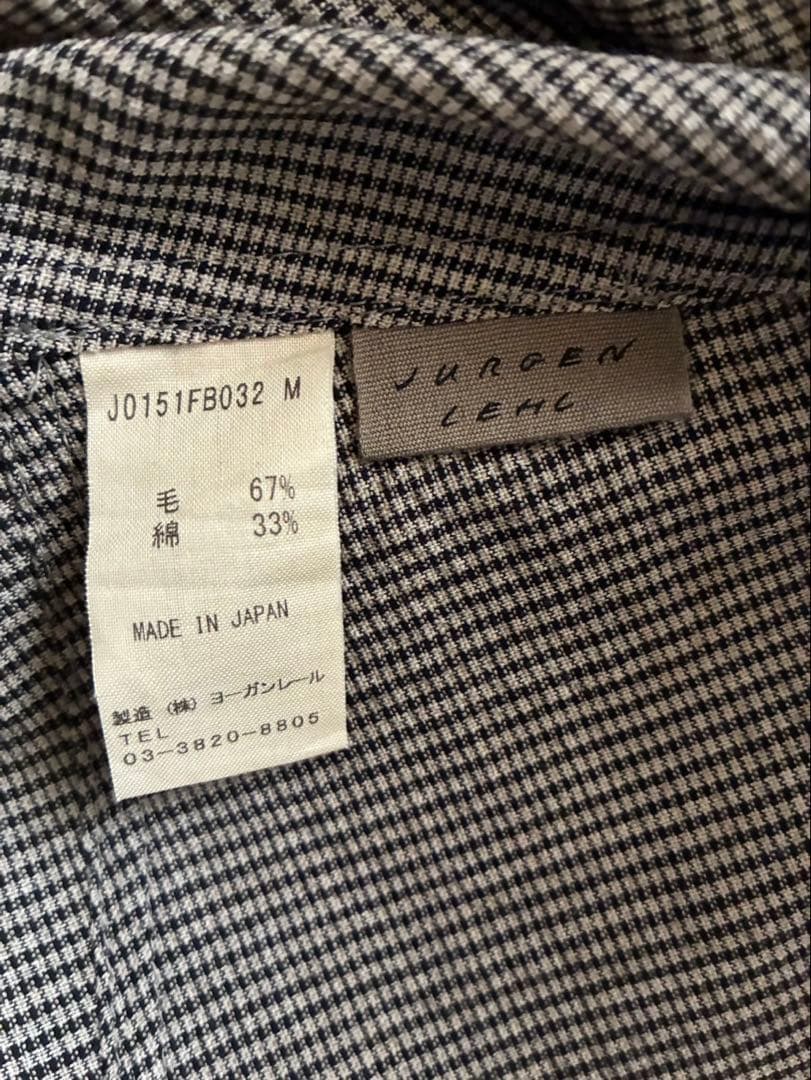 J0151FB032 M
毛 67%
綿 33%
MADE IN JAPAN
製造 (株) ヨーガンレール
TEL
03-3820-8805
JURGEN
LEHL